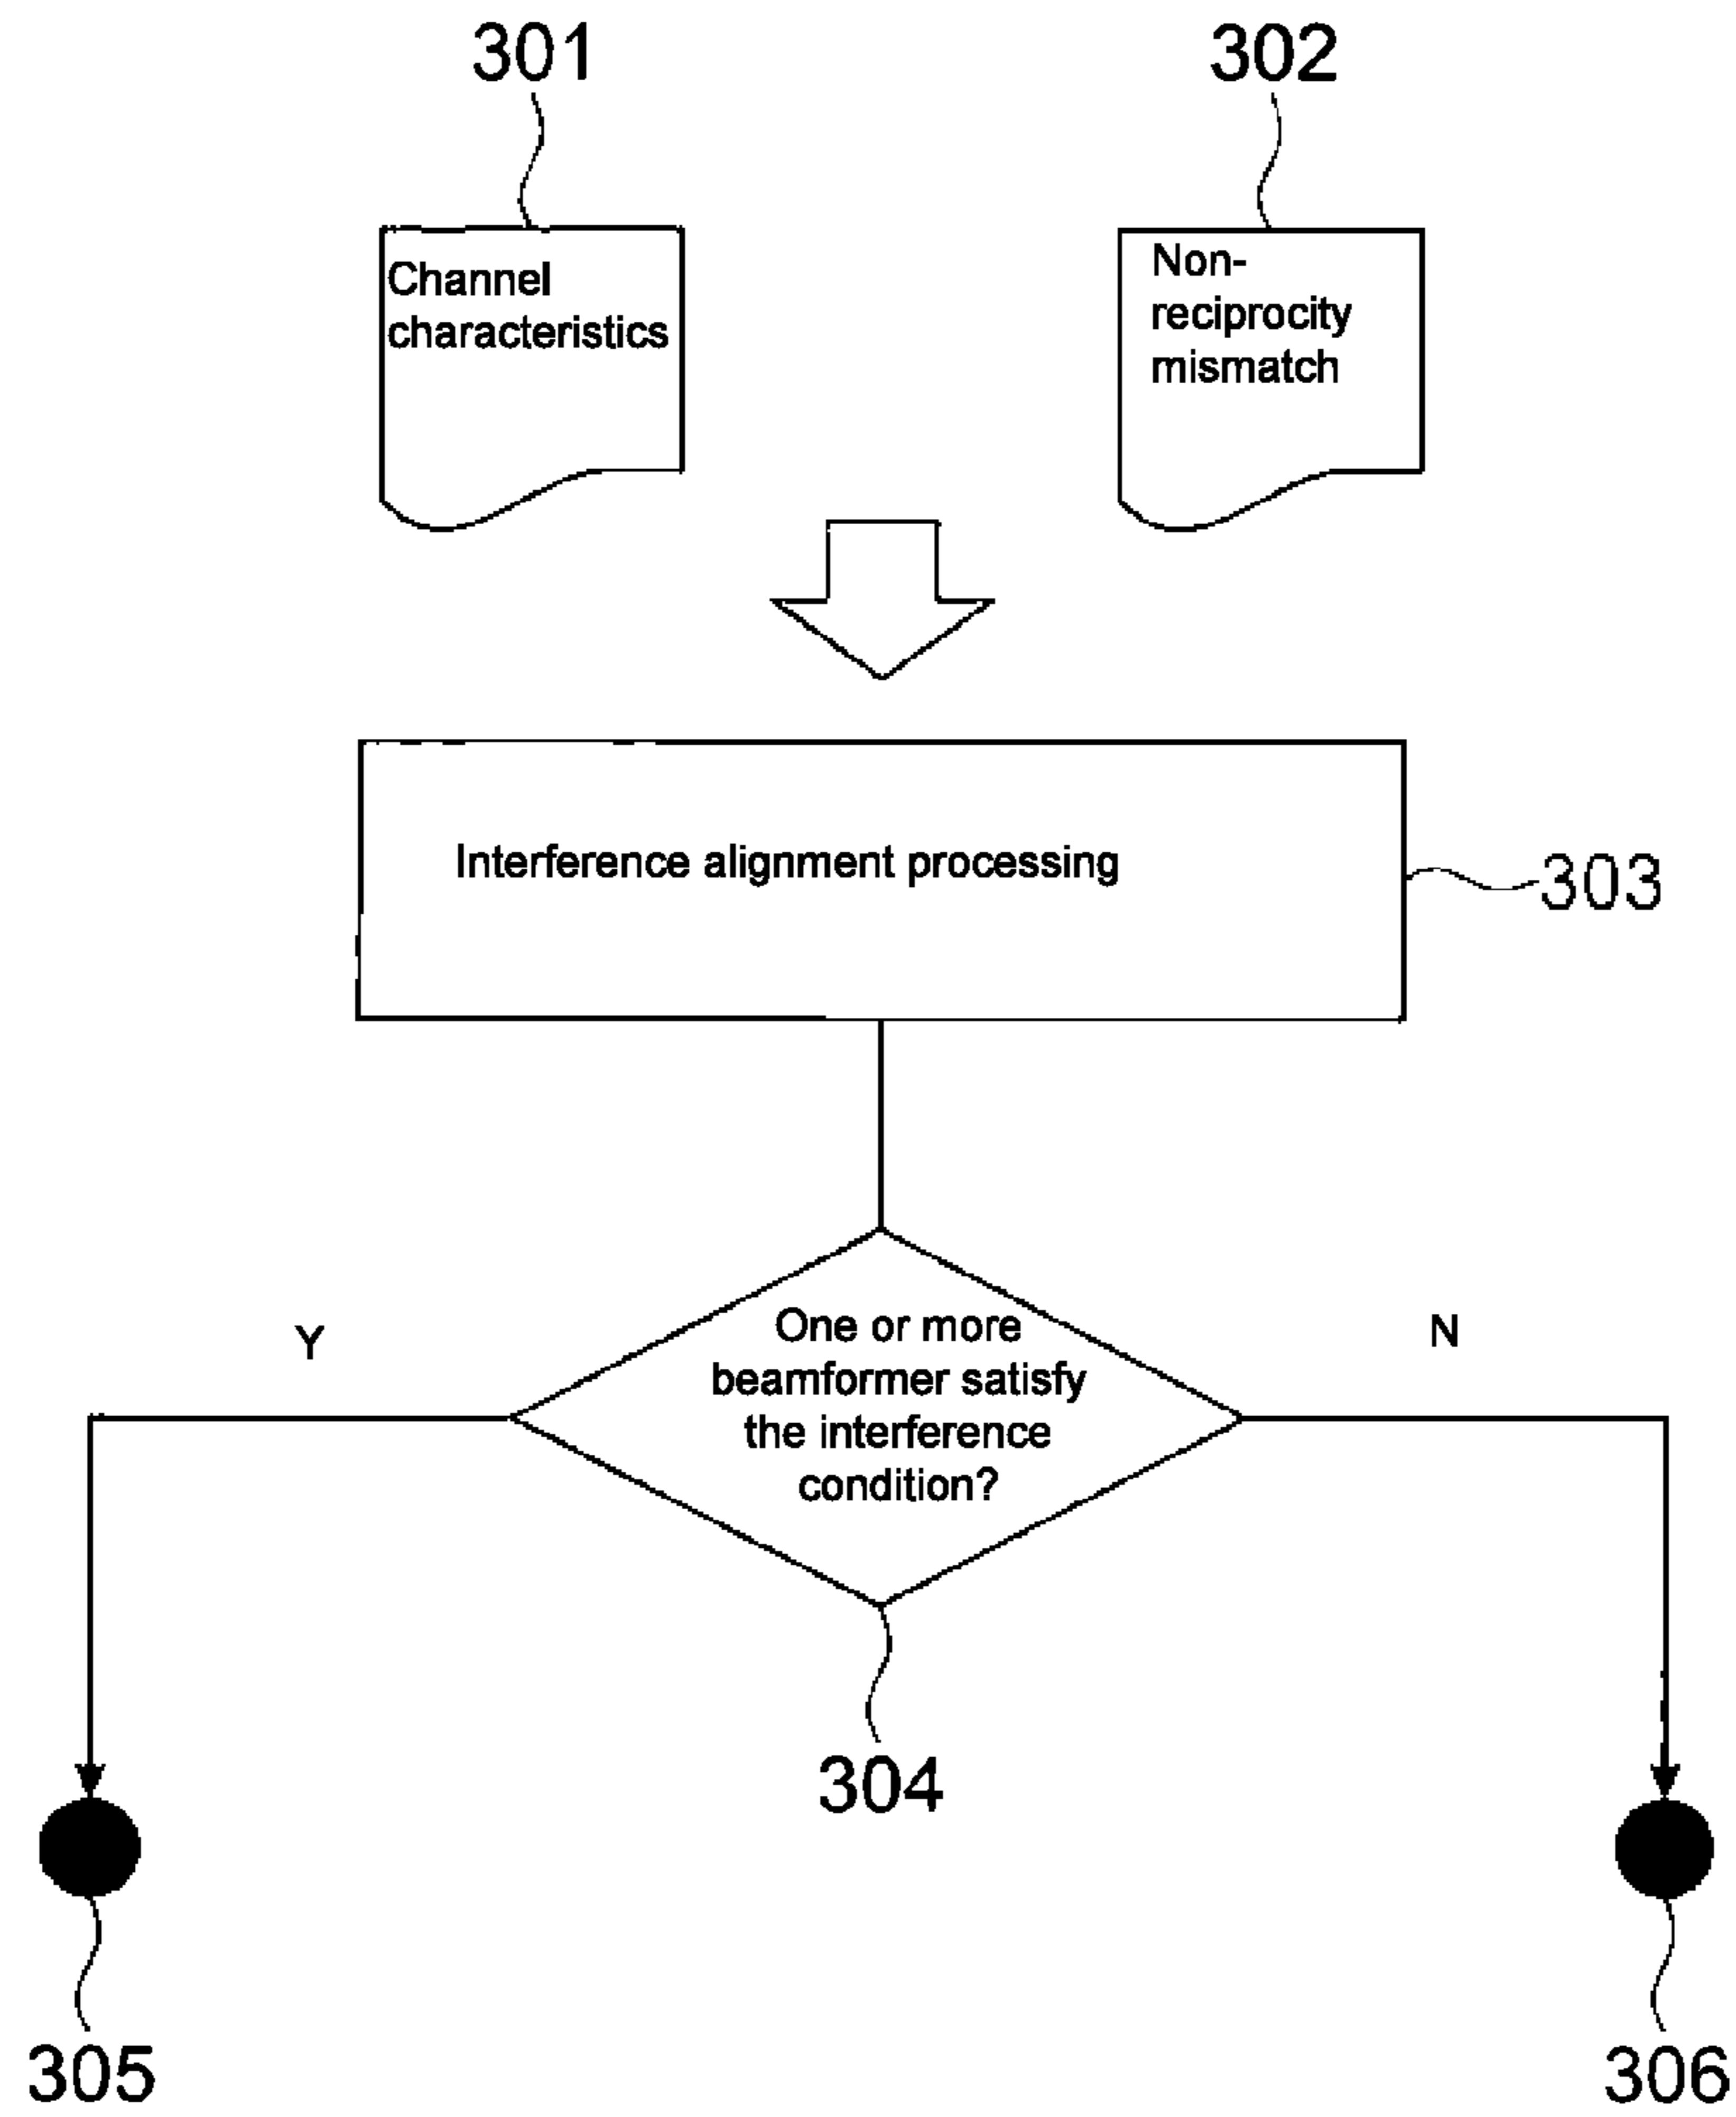 301
302
Channel
characteristics
Non-
reciprocity
mismatch
Interference alignment processing
303
One or more
beamformer satisfy
the interference
condition?
Y
N
304
305
306